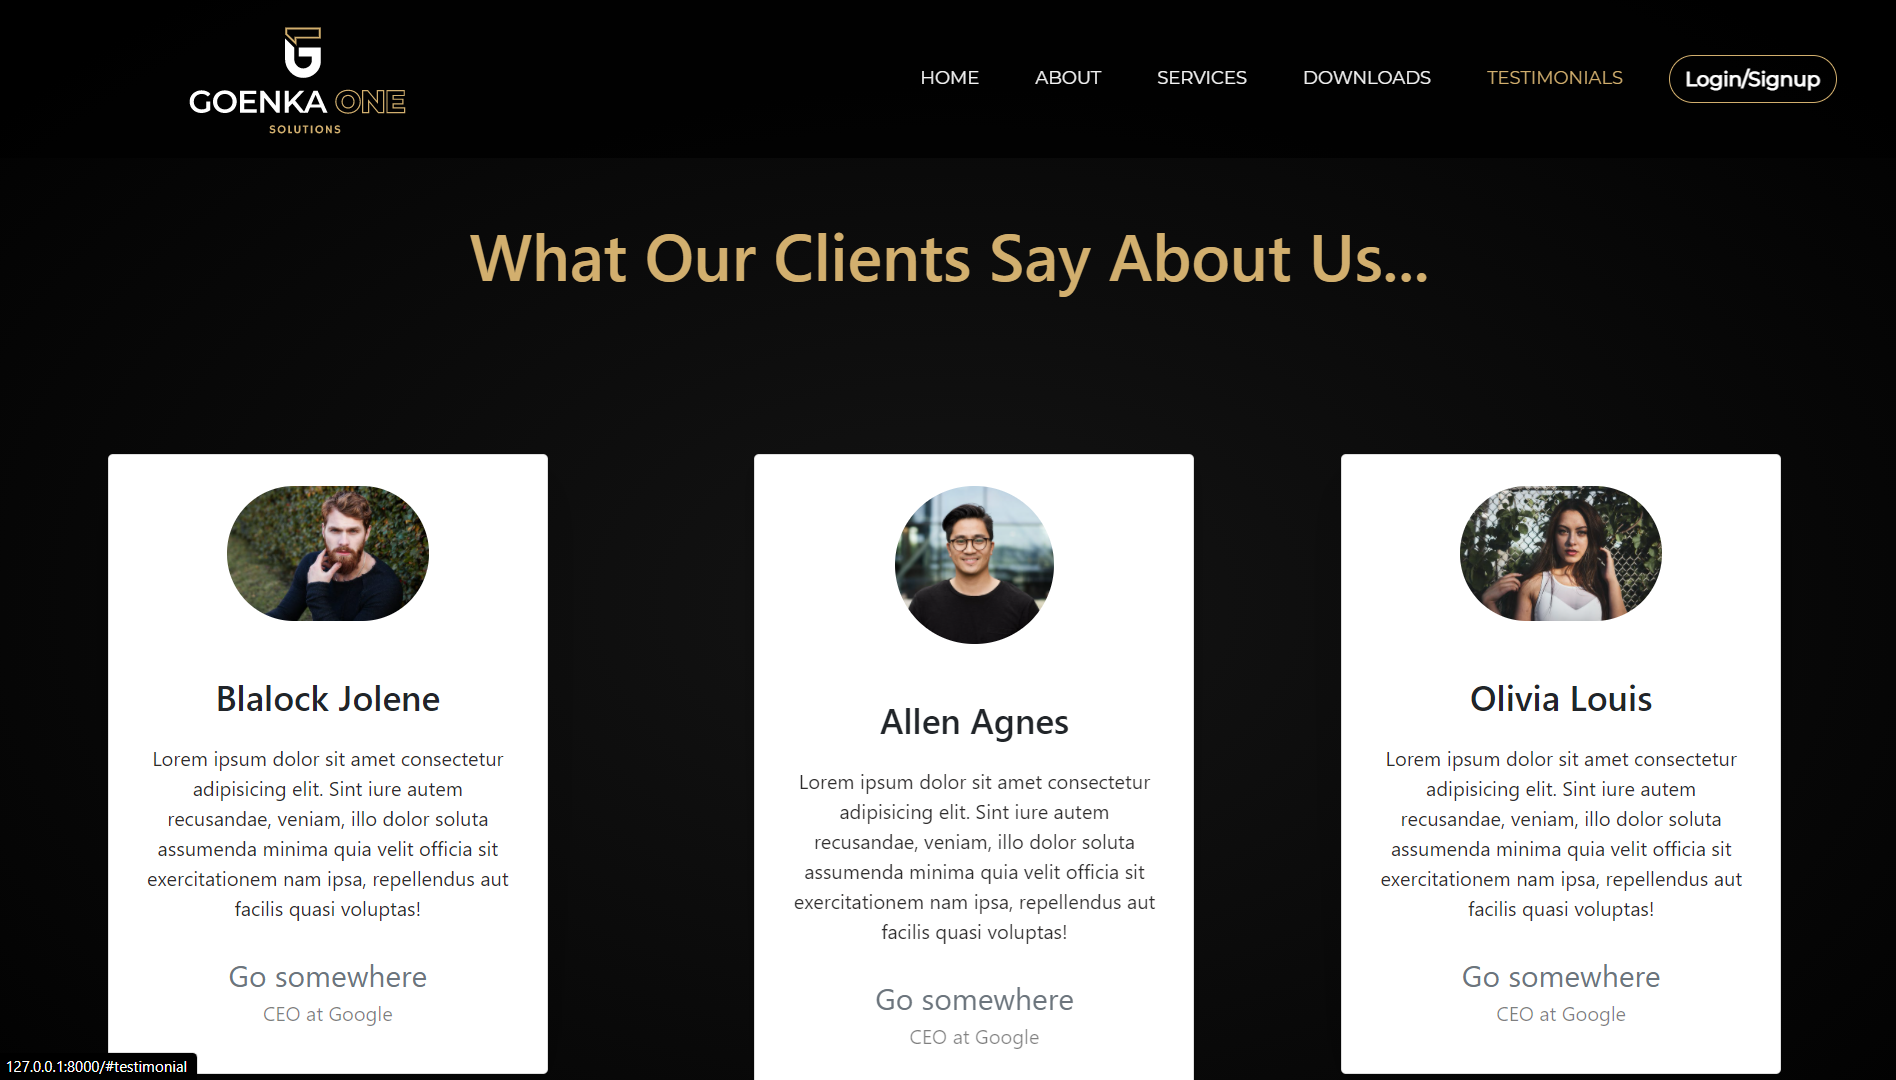 GOENKA ONE
SOLUTIONS
HOME
ABOUT
SERVICES
DOWNLOADS
TESTIMONIALS
Login/Signup
What Our Clients Say About Us...
Blalock Jolene
Lorem ipsum dolor sit amet consectetur
adipisicing elit. Sint iure autem
recusandae, veniam, illo dolor soluta
assumenda minima quia velit officia sit
exercitationem nam ipsa, repellendus aut
facilis quasi voluptas!
Go somewhere
CEO at Google
Allen Agnes
Lorem ipsum dolor sit amet consectetur
adipisicing elit. Sint iure autem
recusandae, veniam, illo dolor soluta
assumenda minima quia velit officia sit
exercitationem nam ipsa, repellendus aut
facilis quasi voluptas!
Go somewhere
CEO at Google
Olivia Louis
Lorem ipsum dolor sit amet consectetur
adipisicing elit. Sint iure autem
recusandae, veniam, illo dolor soluta
assumenda minima quia velit officia sit
exercitationem nam ipsa, repellendus aut
facilis quasi voluptas!
Go somewhere
CEO at Google
127.0.0.1:8000/#testimonial